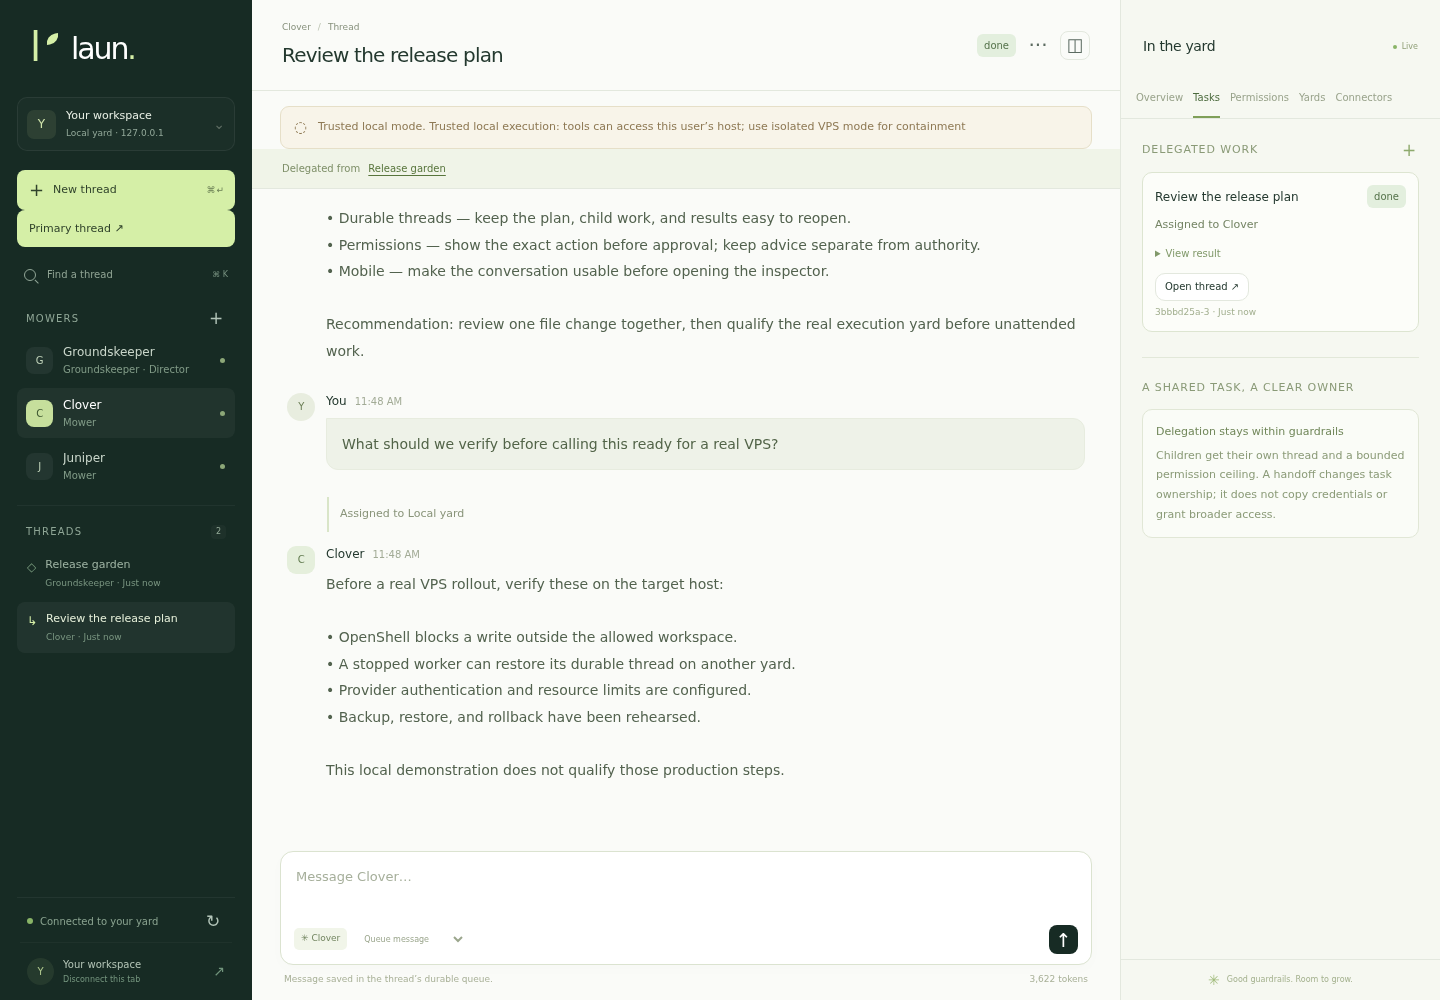 laun.
Y
Your workspace
Local yard · 127.0.0.1
+ New thread ⌘↵
Primary thread ↗
Find a thread ⌘ K
MOWERS +
G
Groundskeeper
Groundskeeper · Director
C
Clover
Mower
J
Juniper
Mower
THREADS 2
◇ Release garden
Groundskeeper · Just now
↳ Review the release plan
Clover · Just now
Connected to your yard ↻
Y
Your workspace
Disconnect this tab
↗
Clover / Thread
Review the release plan
done ···
Trusted local mode. Trusted local execution: tools can access this user’s host; use isolated VPS mode for containment
Delegated from Release garden
• Durable threads — keep the plan, child work, and results easy to reopen.
• Permissions — show the exact action before approval; keep advice separate from authority.
• Mobile — make the conversation usable before opening the inspector.
Recommendation: review one file change together, then qualify the real execution yard before unattended
work.
Y
You 11:48 AM
What should we verify before calling this ready for a real VPS?
Assigned to Local yard
C
Clover 11:48 AM
Before a real VPS rollout, verify these on the target host:
• OpenShell blocks a write outside the allowed workspace.
• A stopped worker can restore its durable thread on another yard.
• Provider authentication and resource limits are configured.
• Backup, restore, and rollback have been rehearsed.
This local demonstration does not qualify those production steps.
Message Clover…
✳ Clover Queue message
↑
Message saved in the thread’s durable queue. 3,622 tokens
In the yard
Live
Overview Tasks Permissions Yards Connectors
DELEGATED WORK +
Review the release plan done
Assigned to Clover
▶ View result
Open thread ↗
3bbbd25a-3 · Just now
A SHARED TASK, A CLEAR OWNER
Delegation stays within guardrails
Children get their own thread and a bounded
permission ceiling. A handoff changes task
ownership; it does not copy credentials or
grant broader access.
✳ Good guardrails. Room to grow.